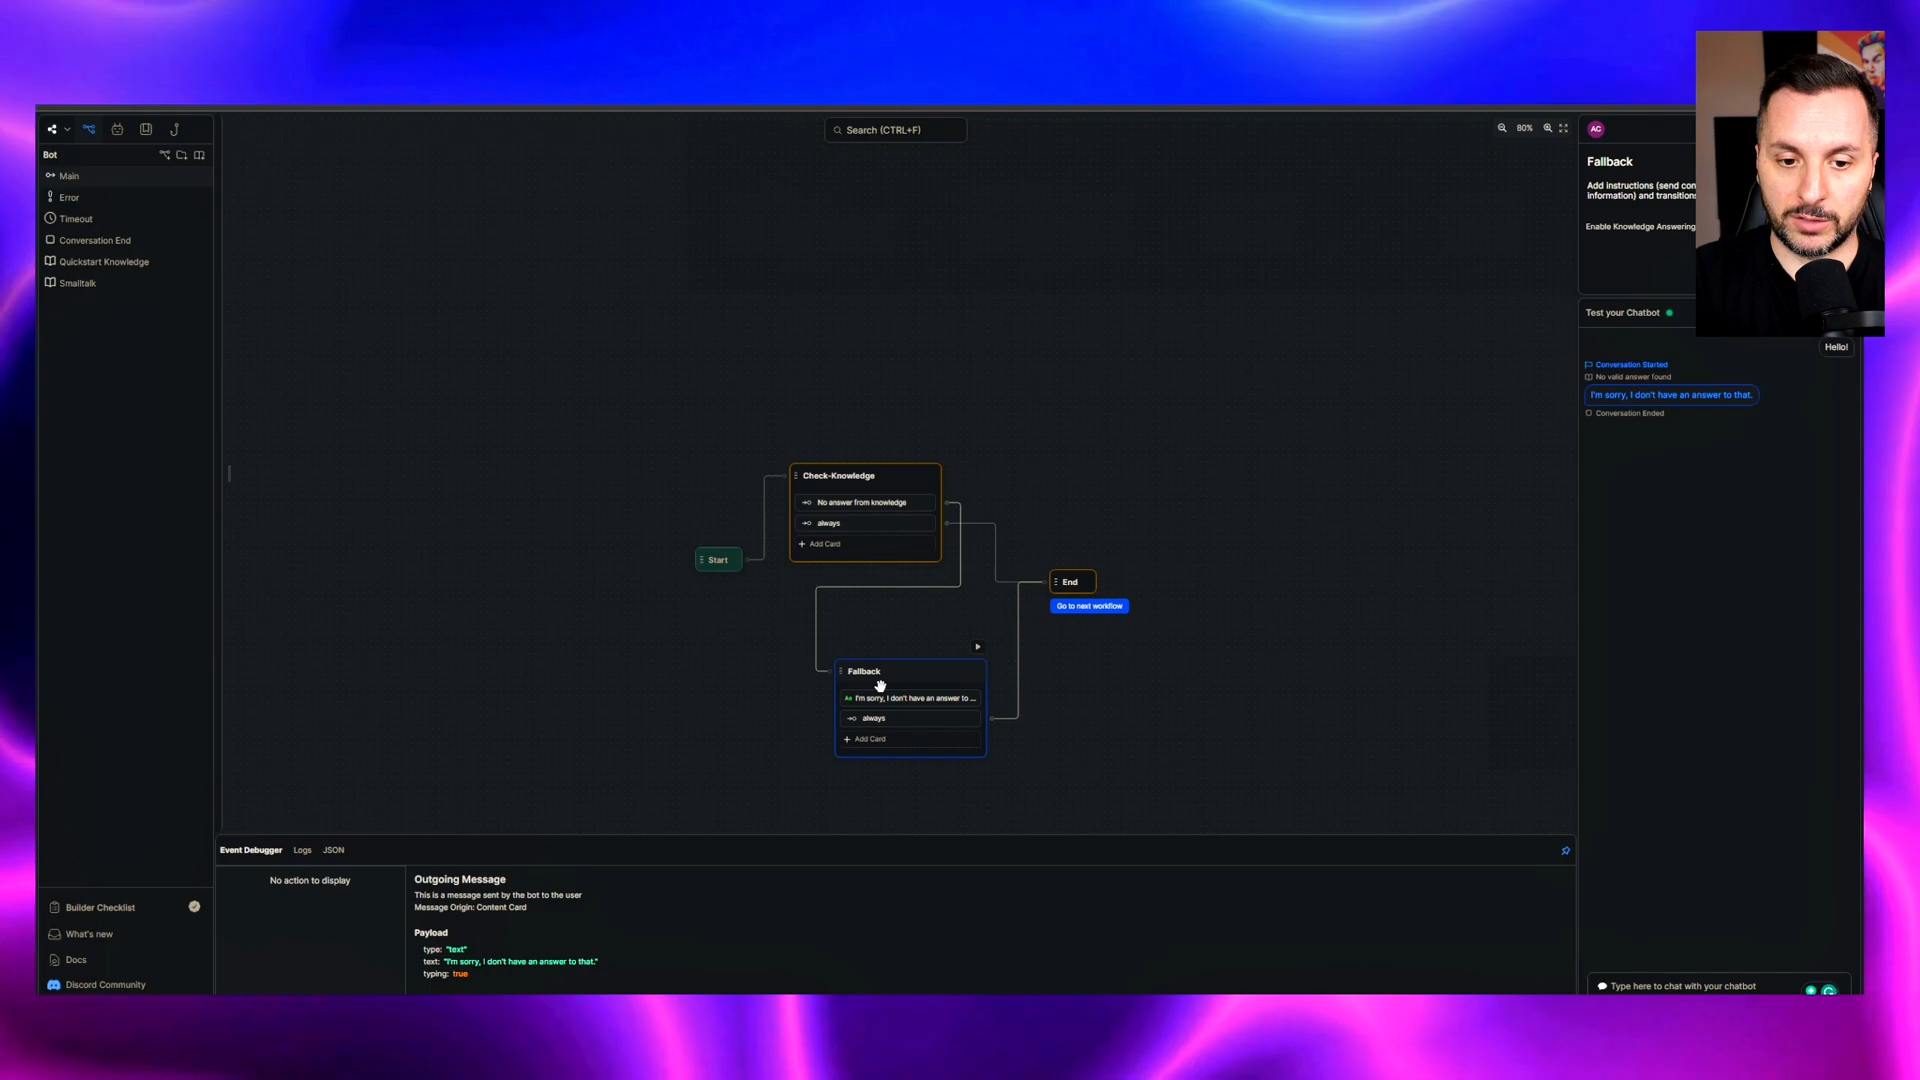 Search (CTRL+F)
80%
AC
Bot
Main
Error
Timeout
Conversation End
Quickstart Knowledge
Smalltalk
Fallback
Add instructions (send con
information) and transitions
Enable Knowledge Answering
Test your Chatbot
Hello!
Conversation Started
No valid answer found
I'm sorry, I don't have an answer to that.
Conversation Ended
Check-Knowledge
No answer from knowledge
always
Add Card
Start
End
Go to next workflow
Fallback
Aa I'm sorry, I don't have an answer to ...
always
Add Card
Event Debugger Logs JSON
No action to display
Outgoing Message
This is a message sent by the bot to the user
Message Origin: Content Card
Payload
type: "text"
text: "I'm sorry, I don't have an answer to that."
typing: true
Builder Checklist
What's new
Docs
Discord Community
Type here to chat with your chatbot